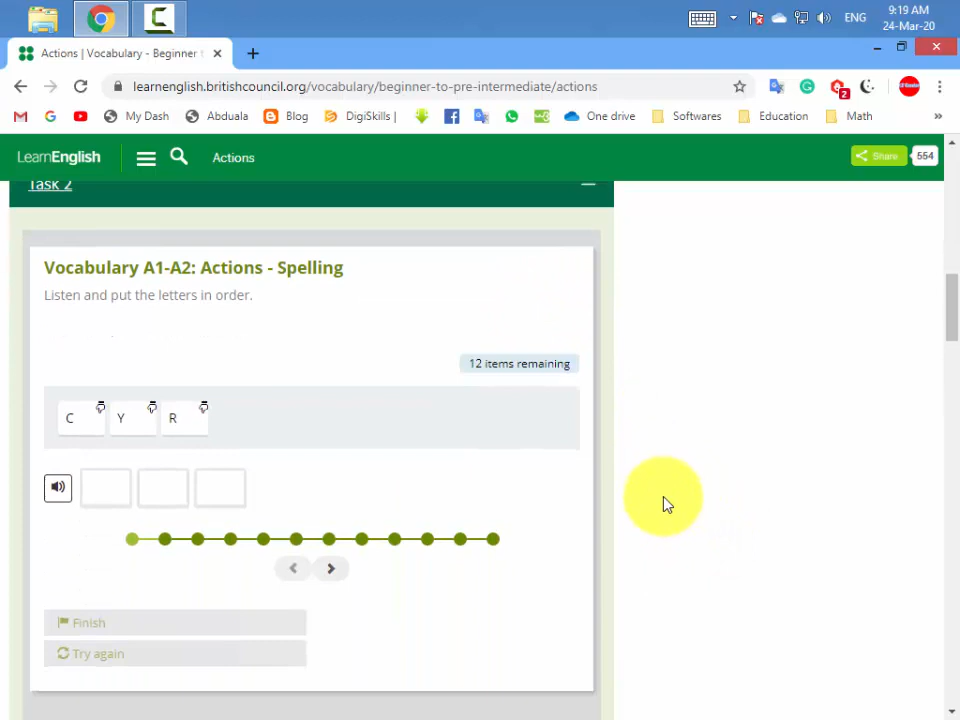 9:19 AM
ENG
24-Mar-20
Actions | Vocabulary - Beginner t
learnenglish.britishcouncil.org/vocabulary/beginner-to-pre-intermediate/actions
2
My Dash
Abduala
Blog
DigiSkills |
One drive
Softwares
Education
Math
»
LearnEnglish
Actions
Share
554
Task 2
Vocabulary A1-A2: Actions - Spelling
Listen and put the letters in order.
12 items remaining
C Y R
Finish
Try again